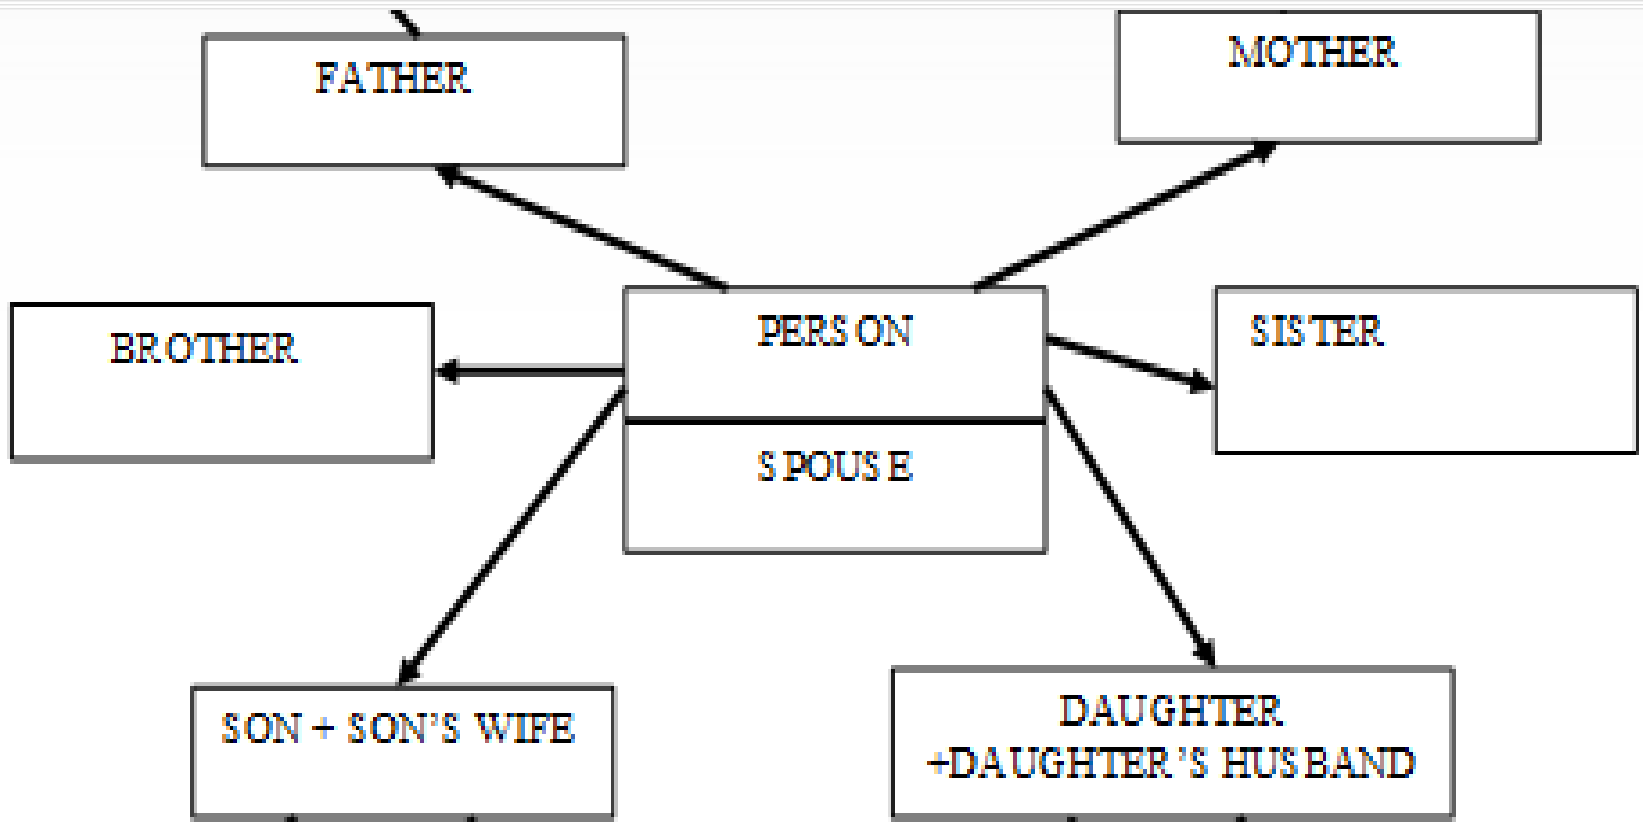 FATHER
MOTHER
BROTHER
PERSON
SISTER
SPOUSE
SON + SON'S WIFE
DAUGHTER
+DAUGHTER'S HUSBAND